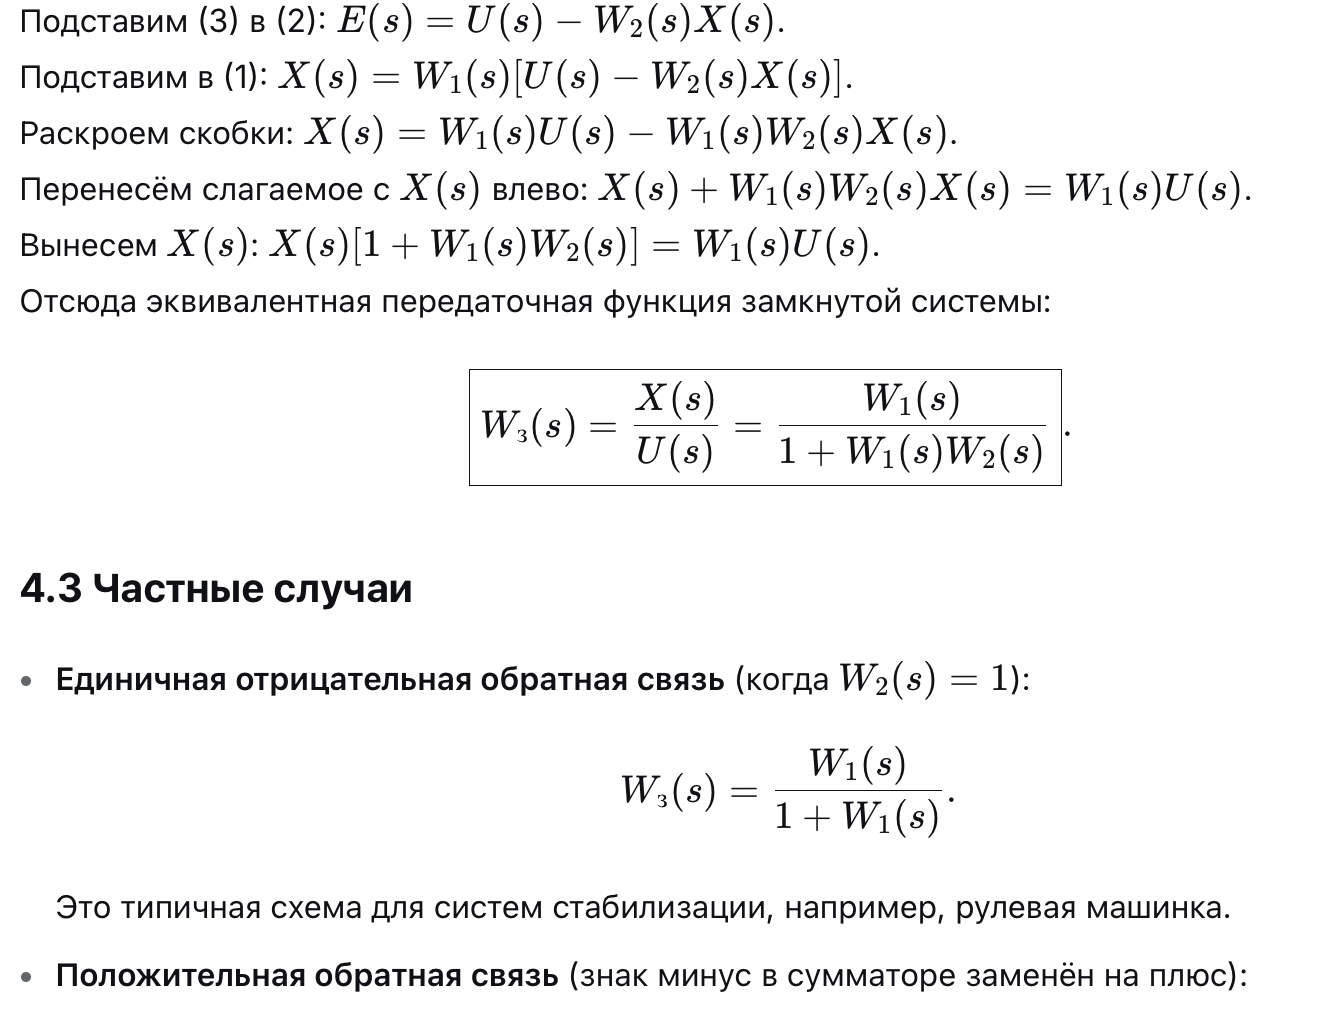 Подставим (3) в (2): E(s) = U(s) − W₂(s)X(s).
Подставим в (1): X(s) = W₁(s)[U(s) − W₂(s)X(s)].
Раскроем скобки: X(s) = W₁(s)U(s) − W₁(s)W₂(s)X(s).
Перенесём слагаемое с X(s) влево: X(s) + W₁(s)W₂(s)X(s) = W₁(s)U(s).
Вынесем X(s): X(s)[1 + W₁(s)W₂(s)] = W₁(s)U(s).
Отсюда эквивалентная передаточная функция замкнутой системы:
W_з(s) = X(s)/U(s) = W₁(s)/(1 + W₁(s)W₂(s)).
4.3 Частные случаи
• Единичная отрицательная обратная связь (когда W₂(s) = 1):
W_з(s) = W₁(s)/(1 + W₁(s)).
Это типичная схема для систем стабилизации, например, рулевая машинка.
• Положительная обратная связь (знак минус в сумматоре заменён на плюс):